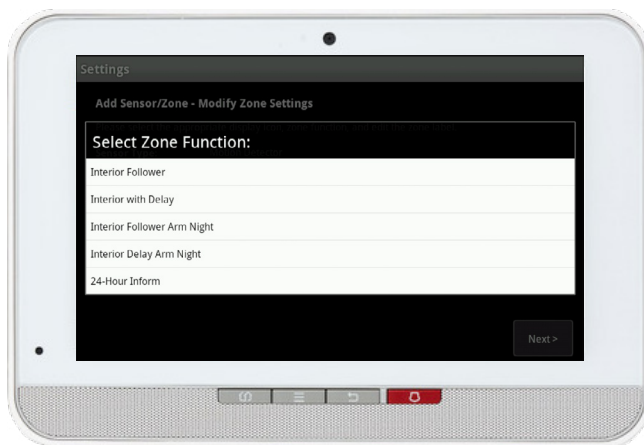 Settings
Add Sensor/Zone - Modify Zone Settings
Select Zone Function:
Interior Follower
Interior with Delay
Interior Follower Arm Night
Interior Delay Arm Night
24-Hour Inform
Next >